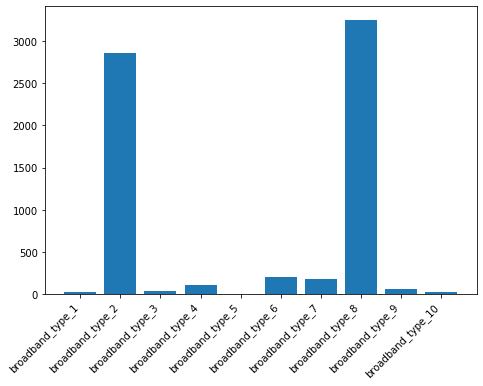 3000
2500
2000
1500
1000
500
0
broadband_type_1
broadband_type_2
broadband_type_3
broadband_type_4
broadband_type_5
broadband_type_6
broadband_type_7
broadband_type_8
broadband_type_9
broadband_type_10